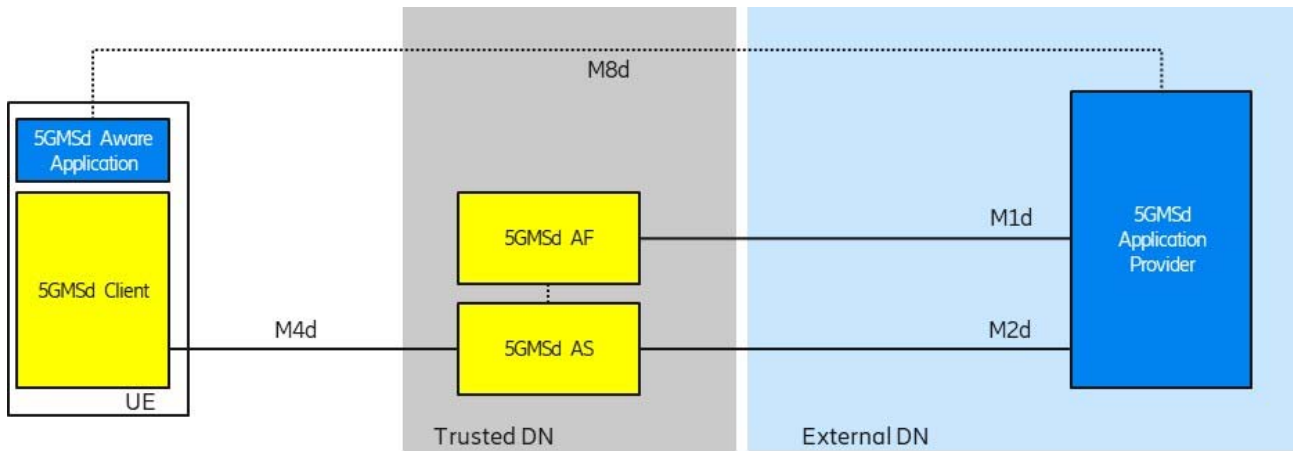 M8d
5GMSd Aware
Application
5GMSd AF
M1d
5GMSd
Application
Provider
5GMSd Client
M4d
5GMSd AS
M2d
UE
Trusted DN
External DN